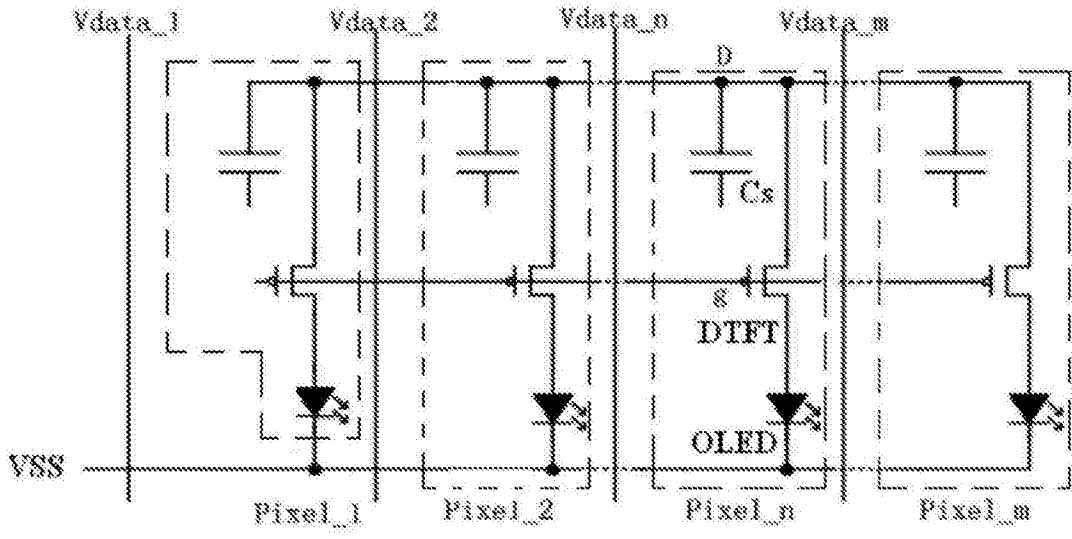 Vdata_1 Vdata_2 Vdata_n Vdata_m
D
Cs
g
DTFT
OLED
VSS
Pixel_1 Pixel_2 Pixel_n Pixel_m